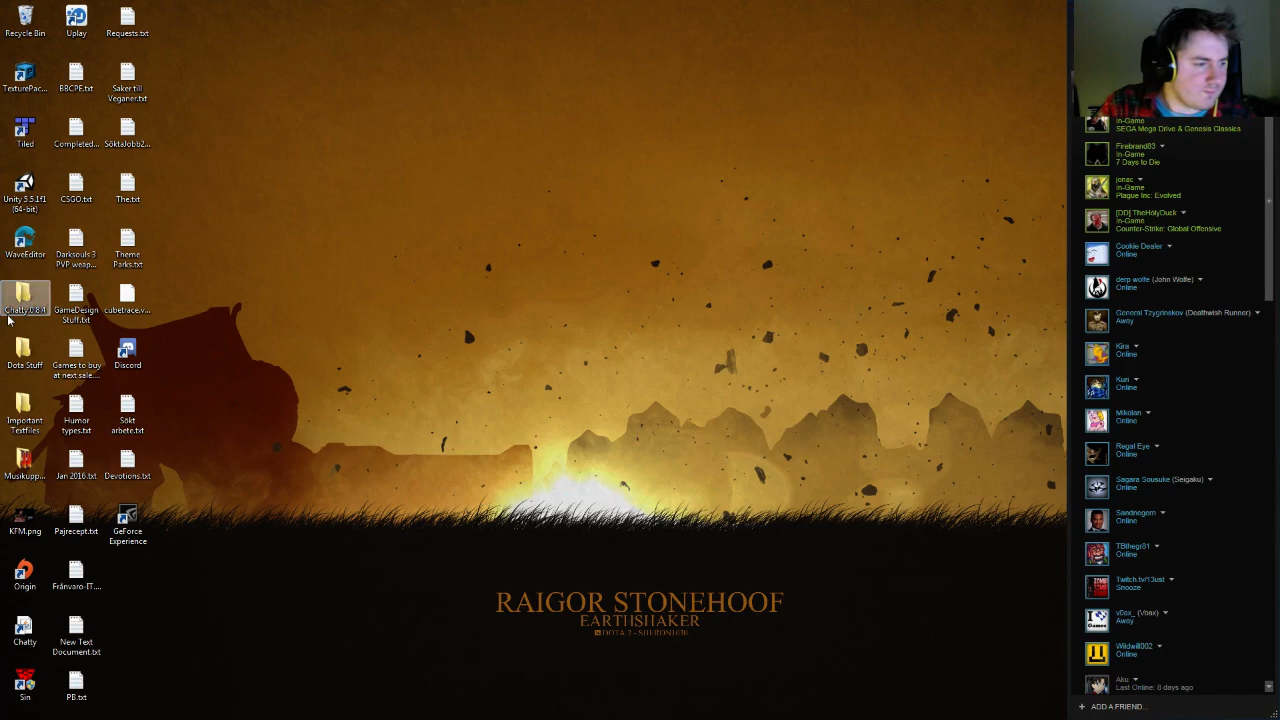 Recycle Bin
Uplay
Requests.txt
TexturePac...
BBCPE.txt
Saker till
Veganer.txt
Tiled
Completed...
SöktaJobb2...
Unity 5.5.1f1
(64-bit)
CSGO.txt
The.txt
WaveEditor
Darksouls 3
PVP weap...
Theme
Parks.txt
Chatty 0.8.4
GameDesign
Stuff.txt
cubetrace.v...
Dota Stuff
Games to buy
at next sale....
Discord
Important
Textfiles
Humor
types.txt
Sökt
arbete.txt
Musikupp...
Jan 2016.txt
Devotions.txt
KFM.png
Pajrecept.txt
GeForce
Experience
Origin
Frånvaro-IT....
Chatty
New Text
Document.txt
Sin
PB.txt
RAIGOR STONEHOOF
EARTHSHAKER
DOTA 2 - SHERON1030
In-Game
SEGA Mega Drive & Genesis Classics
Firebrand83
In-Game
7 Days to Die
jonac
In-Game
Plague Inc: Evolved
[DD] TheHolyDuck
In-Game
Counter-Strike: Global Offensive
Cookie Dealer
Online
derp wolfe (John Wolfe)
Online
General Tzygrinskov (Deathwish Runner)
Away
Kira
Online
Kuri
Online
Mikolan
Online
Regal Eye
Online
Sagara Sousuke (Seigaku)
Online
Sandnegern
Online
TBthegr81
Online
Twitch.tv/13ust
Snooze
v0ax_ (Vbax)
Away
Wildwill002
Online
Aku
Last Online: 8 days ago
+ ADD A FRIEND...